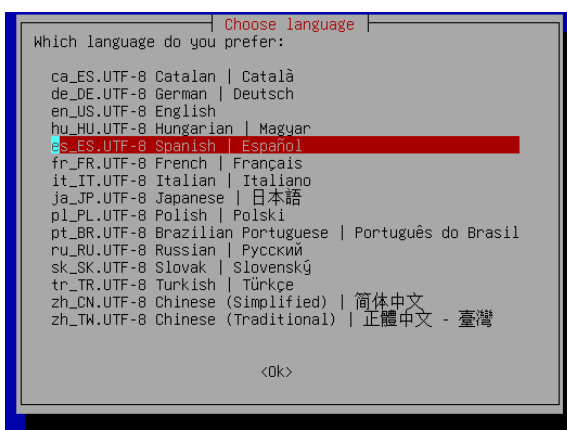 Choose language
Which language do you prefer:
ca_ES.UTF-8 Catalan | Català
de_DE.UTF-8 German | Deutsch
en_US.UTF-8 English
hu_HU.UTF-8 Hungarian | Magyar
es_ES.UTF-8 Spanish | Español
fr_FR.UTF-8 French | Français
it_IT.UTF-8 Italian | Italiano
ja_JP.UTF-8 Japanese | 日本語
pl_PL.UTF-8 Polish | Polski
pt_BR.UTF-8 Brazilian Portuguese | Português do Brasil
ru_RU.UTF-8 Russian | Русский
sk_SK.UTF-8 Slovak | Slovenský
tr_TR.UTF-8 Turkish | Türkçe
zh_CN.UTF-8 Chinese (Simplified) | 简体中文
zh_TW.UTF-8 Chinese (Traditional) | 正體中文 - 臺灣
<Ok>